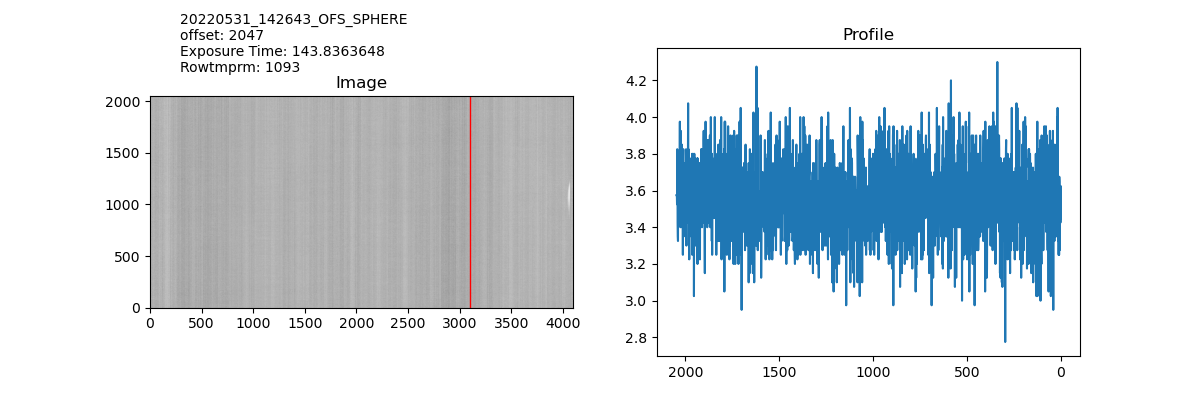 20220531_142643_OFS_SPHERE
offset: 2047
Exposure Time: 143.8363648
Rowtmprm: 1093
Image
2000
1500
1000
500
0
0 500 1000 1500 2000 2500 3000 3500 4000
Profile
4.2
4.0
3.8
3.6
3.4
3.2
3.0
2.8
2000 1500 1000 500 0